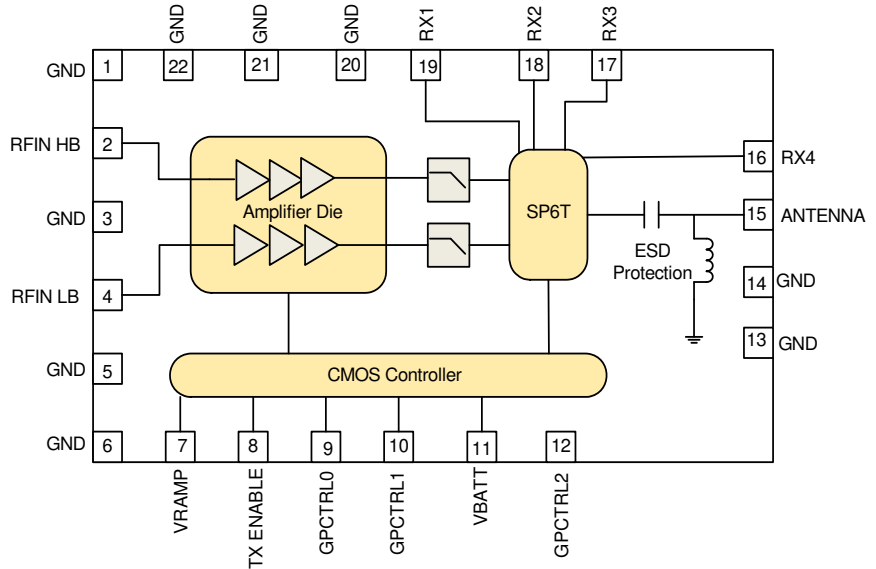 GND
GND
GND
RX1
RX2
RX3
22
21
20
19
18
17
GND 1
RFIN HB 2
16 RX4
Amplifier Die
SP6T
GND 3
15 ANTENNA
ESD
Protection
RFIN LB 4
14 GND
13 GND
GND 5
CMOS Controller
GND 6
7
8
9
10
11
12
VRAMP
TX ENABLE
GPCTRL0
GPCTRL1
VBATT
GPCTRL2